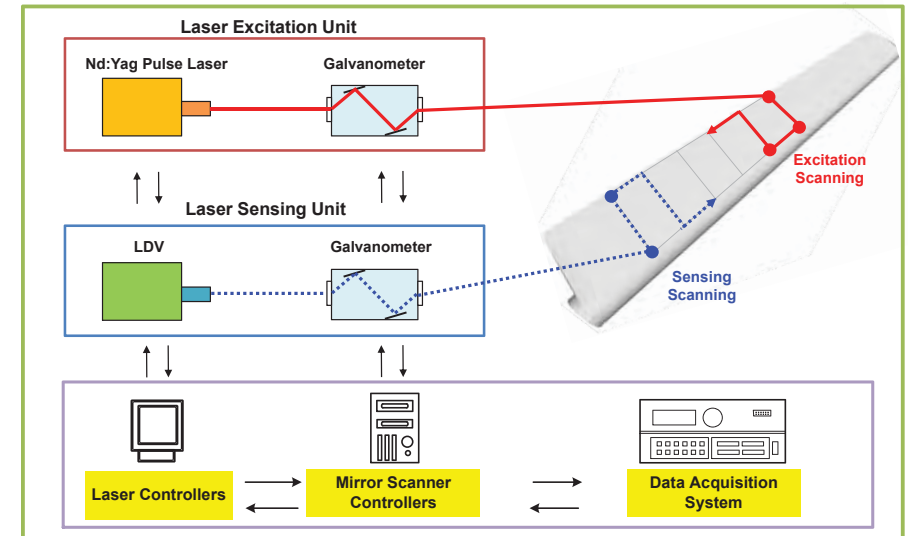 Laser Excitation Unit
Nd:Yag Pulse Laser
Galvanometer
Excitation
Scanning
Laser Sensing Unit
LDV
Galvanometer
Sensing
Scanning
Laser Controllers
Mirror Scanner
Controllers
Data Acquisition
System